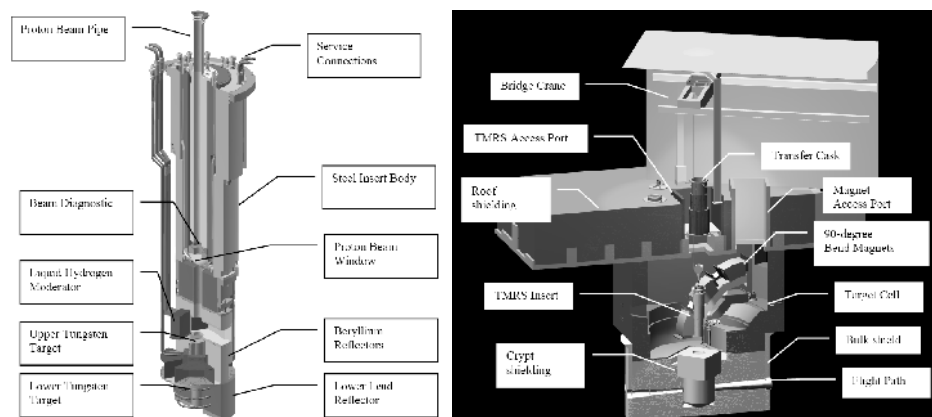 Proton Beam Pipe
Service
Connections
Steel Insert Body
Beam Diagnostic
Proton Beam
Window
Liquid Hydrogen
Moderator
Upper Tungsten
Target
Beryllium
Reflectors
Lower Tungsten
Target
Lower Lead
Reflector
Bridge Crane
TMRS Access Port
Transfer Cask
Roof
shielding
Magnet
Access Port
90-degree
Bend Magnets
TMRS Insert
Target Cell
Crypt
shielding
Bulk shield
Flight Path